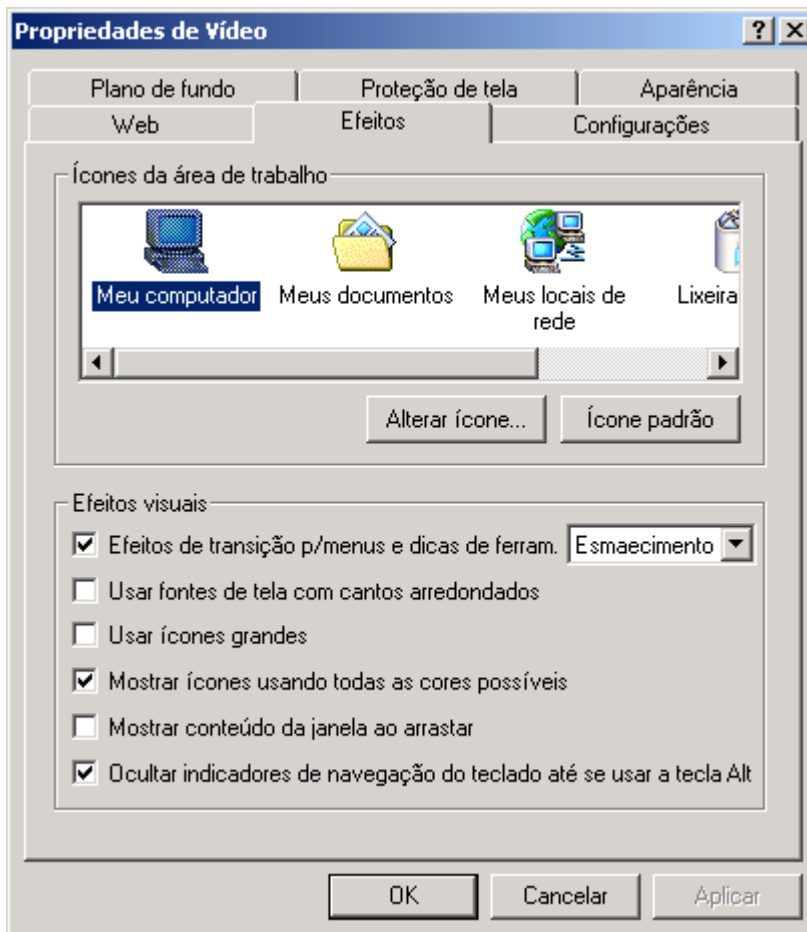 Propriedades de Vídeo
Plano de fundo
Proteção de tela
Aparência
Web
Efeitos
Configurações
Ícones da área de trabalho
Meu computador
Meus documentos
Meus locais de
rede
Lixeira
Alterar ícone...
Ícone padrão
Efeitos visuais
Efeitos de transição p/menus e dicas de ferram.
Esmaecimento
Usar fontes de tela com cantos arredondados
Usar ícones grandes
Mostrar ícones usando todas as cores possíveis
Mostrar conteúdo da janela ao arrastar
Ocultar indicadores de navegação do teclado até se usar a tecla Alt
OK
Cancelar
Aplicar